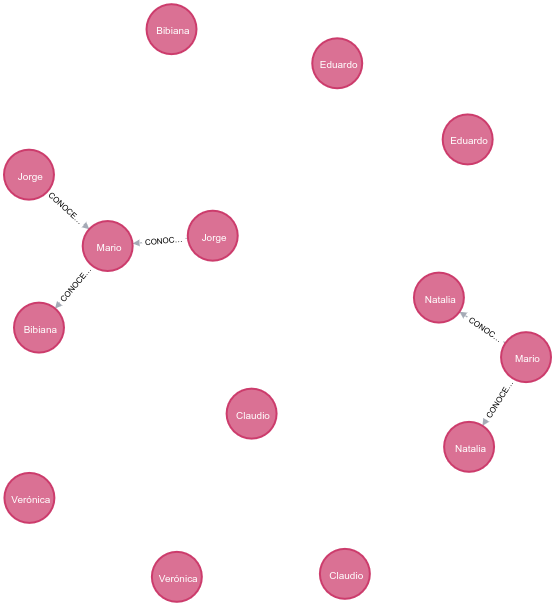 Bibiana
Eduardo
Eduardo
Jorge
CONOCE...
Mario
CONOC...
Jorge
CONOCE...
Bibiana
Natalia
CONOC...
Mario
CONOCE...
Natalia
Claudio
Verónica
Verónica
Claudio